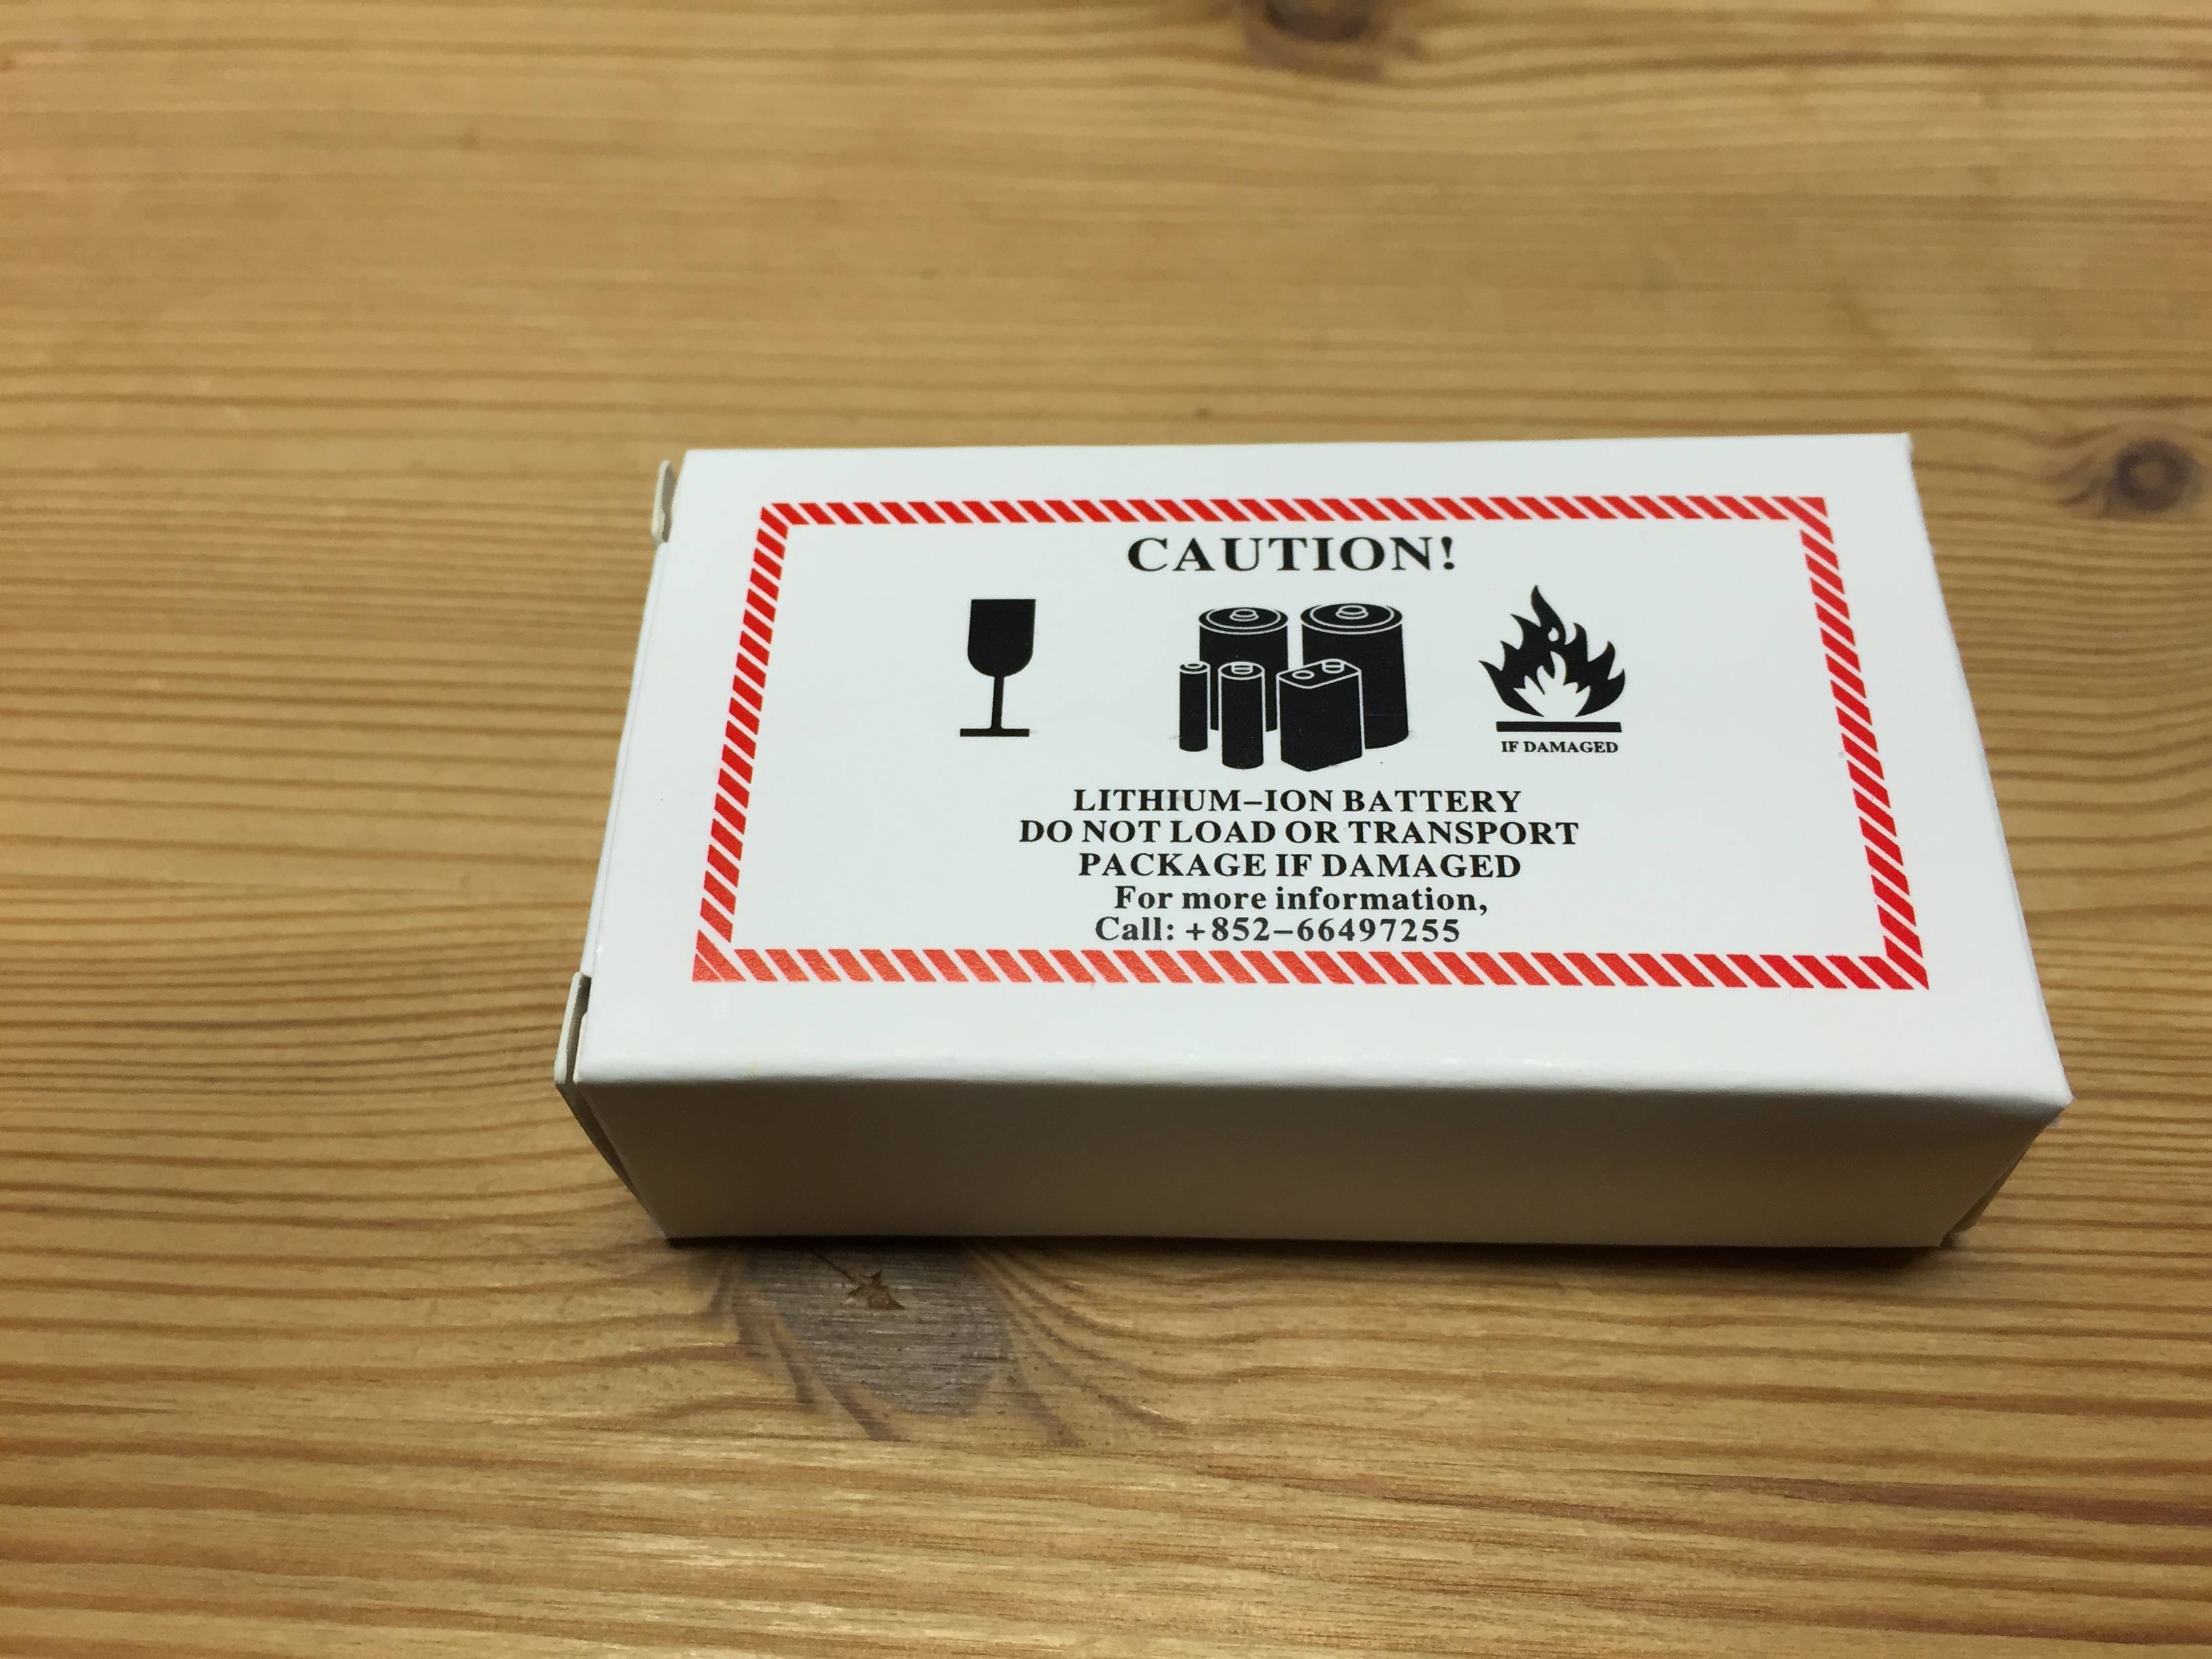 CAUTION!
IF DAMAGED
LITHIUM-ION BATTERY
DO NOT LOAD OR TRANSPORT
PACKAGE IF DAMAGED
For more information,
Call: +852-66497255